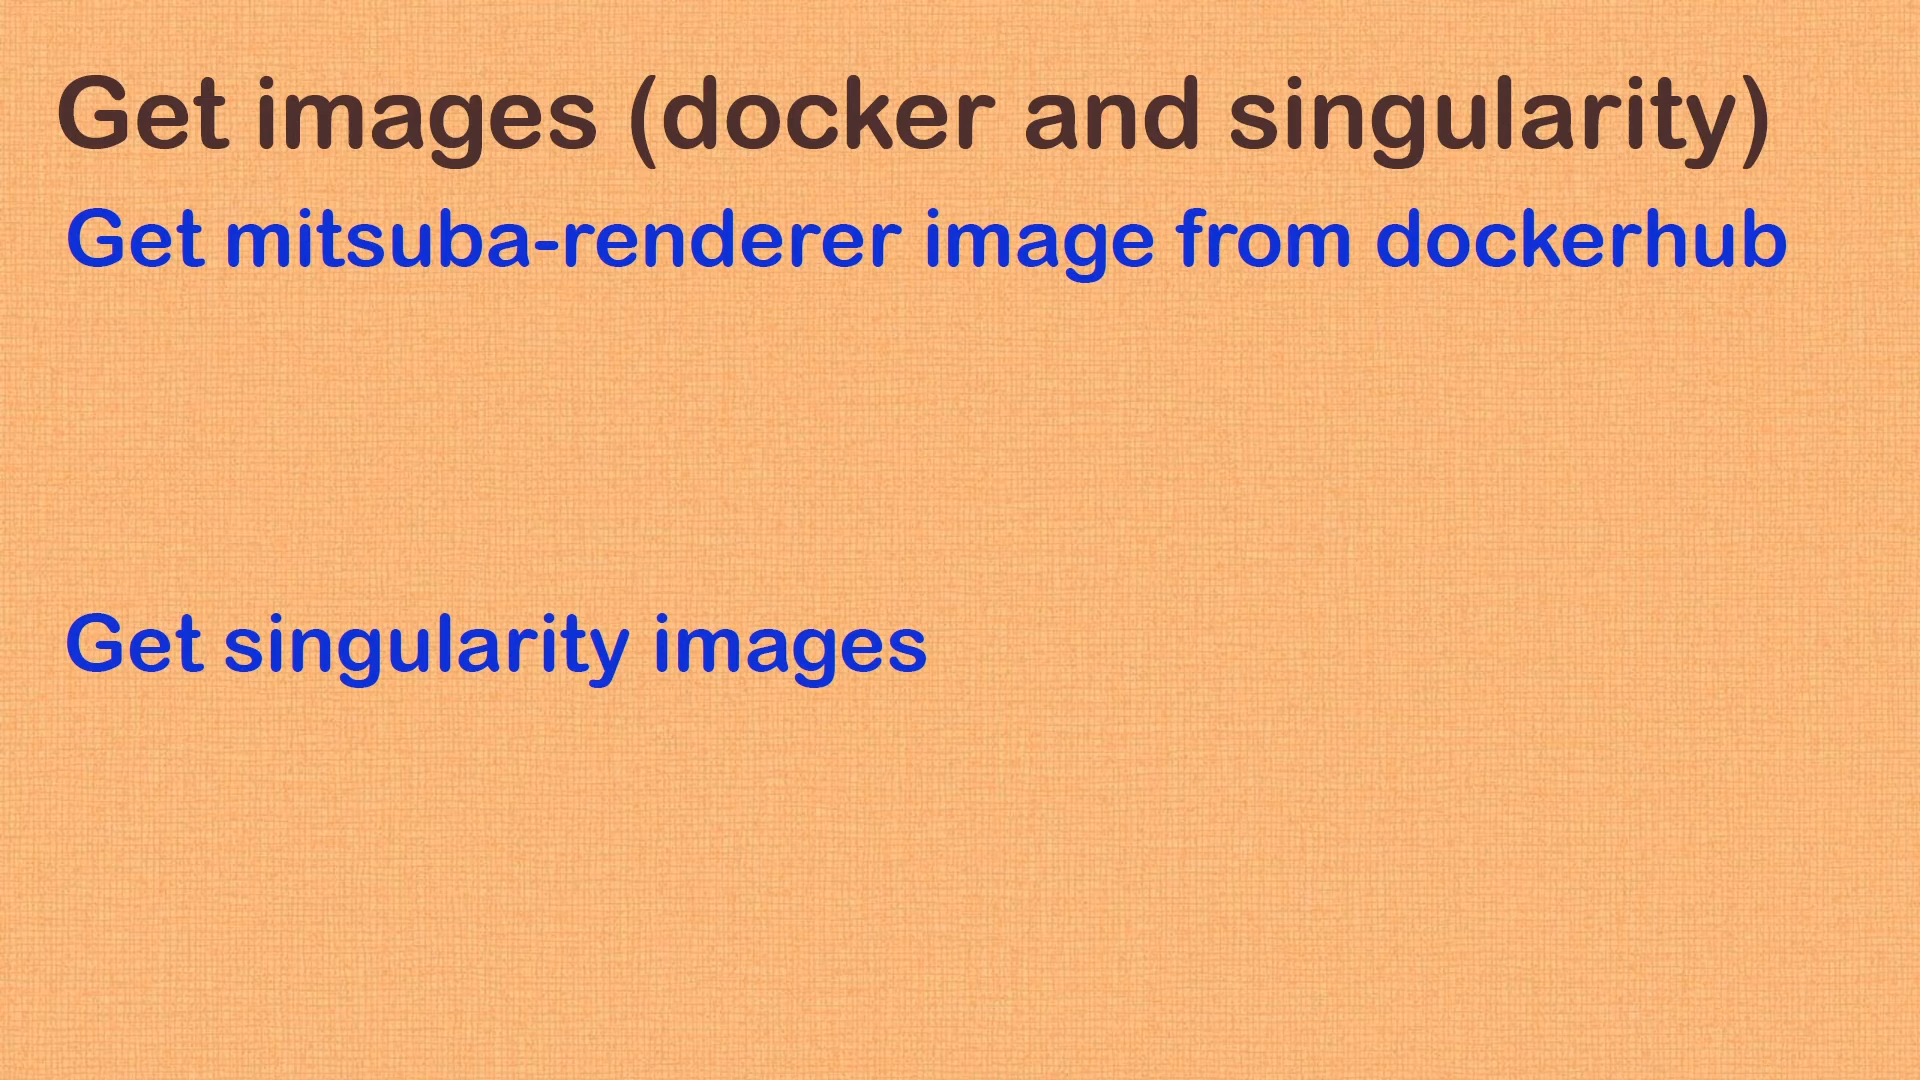 Get images (docker and singularity)
Get mitsuba-renderer image from dockerhub
Get singularity images